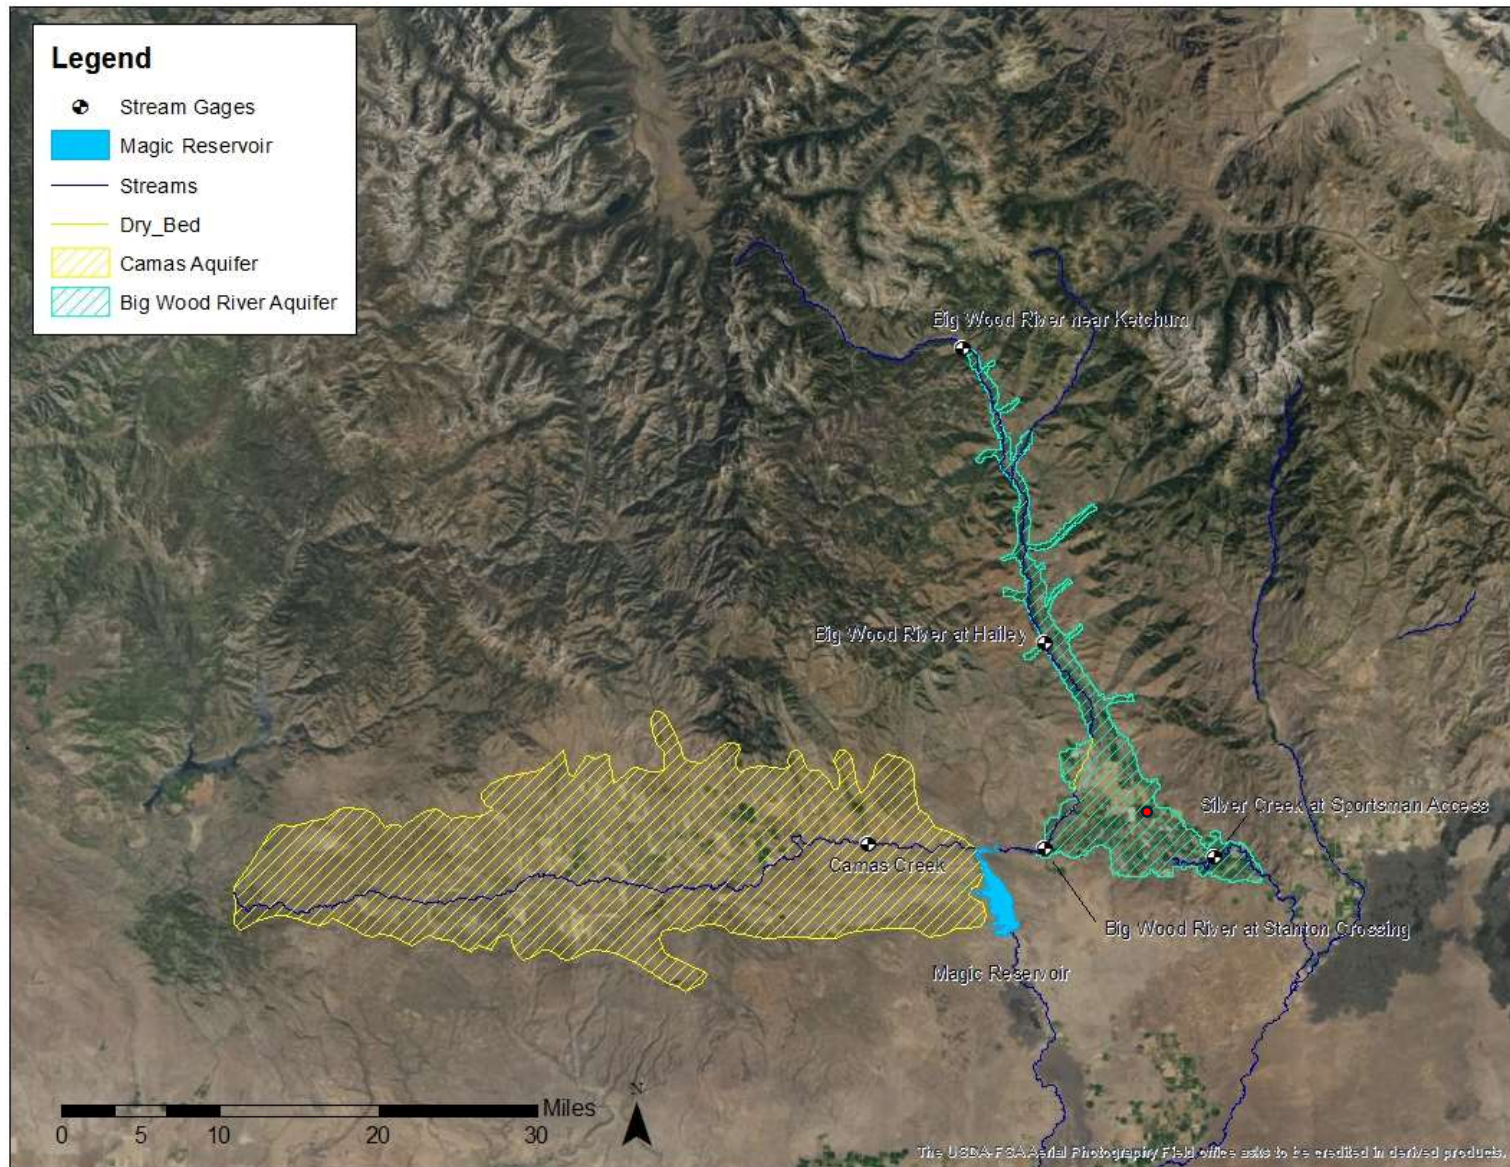 Legend
Stream Gages
Magic Reservoir
Streams
Dry_Bed
Camas Aquifer
Big Wood River Aquifer
Big Wood River near Ketchum
Big Wood River at Hailey
Silver Creek at Sportsman Access
Camas Creek
Big Wood River at Stanton Crossing
Magic Reservoir
N
Miles
0 5 10 20 30
The USDA-FSA Aerial Photography Field office asks to be credited in derived products.